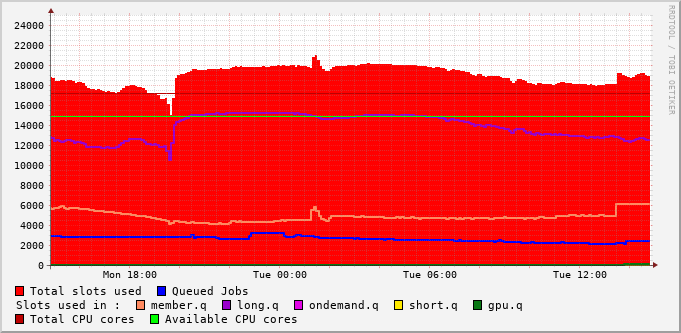 RRDTOOL / TOBI OETIKER
24000
22000
20000
18000
16000
14000
12000
10000
8000
6000
4000
2000
0
Mon 18:00 Tue 00:00 Tue 06:00 Tue 12:00
Total slots used Queued Jobs
Slots used in : member.q long.q ondemand.q short.q gpu.q
Total CPU cores Available CPU cores